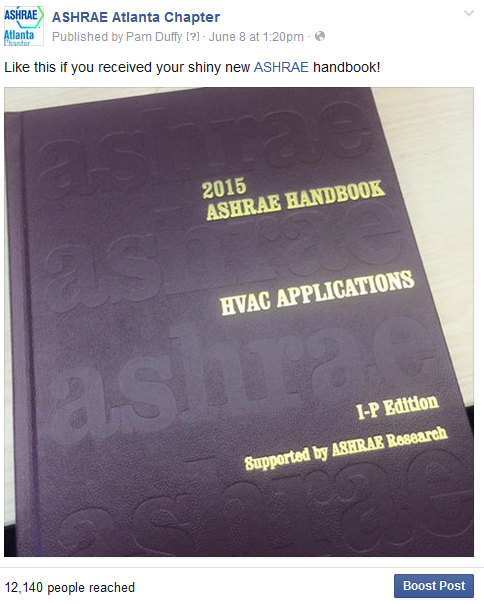 ASHRAE
Atlanta
Chapter
ASHRAE Atlanta Chapter
Published by Pam Duffy [?] · June 8 at 1:20pm ·
Like this if you received your shiny new ASHRAE handbook!
ashrae
2015
ASHRAE HANDBOOK
ashrae
HVAC APPLICATIONS
ashrae
I-P Edition
Supported by ASHRAE Research
ashrae
12,140 people reached
Boost Post